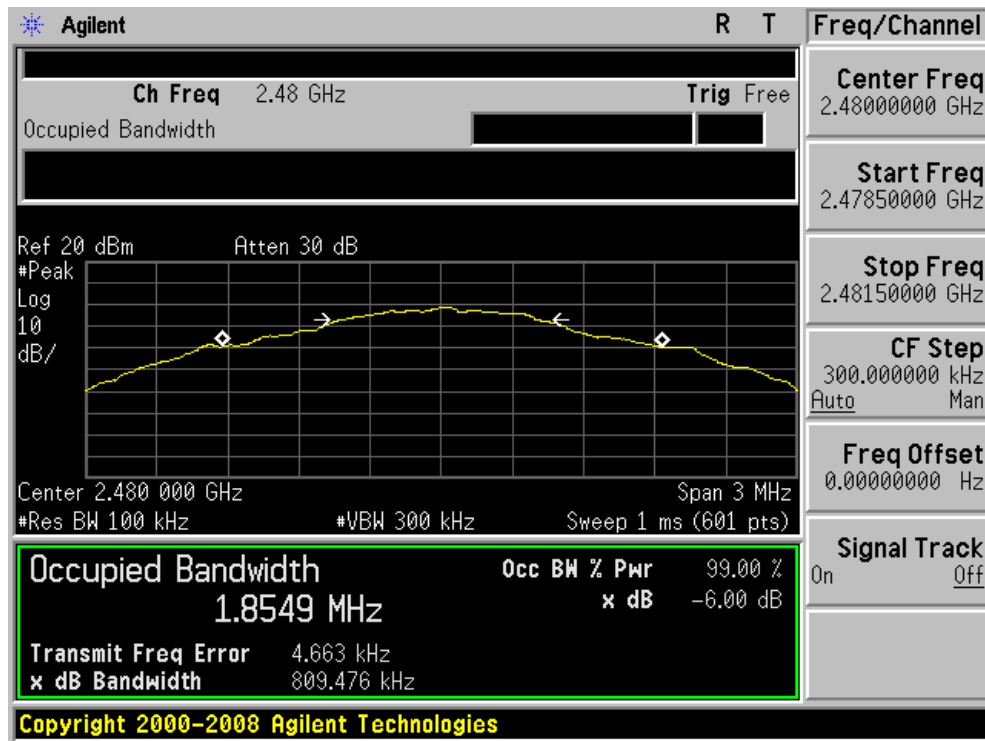 Agilent R T
Ch Freq 2.48 GHz Trig Free
Occupied Bandwidth
Ref 20 dBm Atten 30 dB
#Peak
Log
10
dB/
Center 2.480 000 GHz Span 3 MHz
#Res BW 100 kHz #VBW 300 kHz Sweep 1 ms (601 pts)
Occupied Bandwidth
1.8549 MHz
Occ BW % Pwr 99.00 %
x dB -6.00 dB
Transmit Freq Error 4.663 kHz
x dB Bandwidth 809.476 kHz
Copyright 2000-2008 Agilent Technologies
Freq/Channel
Center Freq
2.48000000 GHz
Start Freq
2.47850000 GHz
Stop Freq
2.48150000 GHz
CF Step
300.000000 kHz
Auto Man
Freq Offset
0.00000000 Hz
Signal Track
On Off